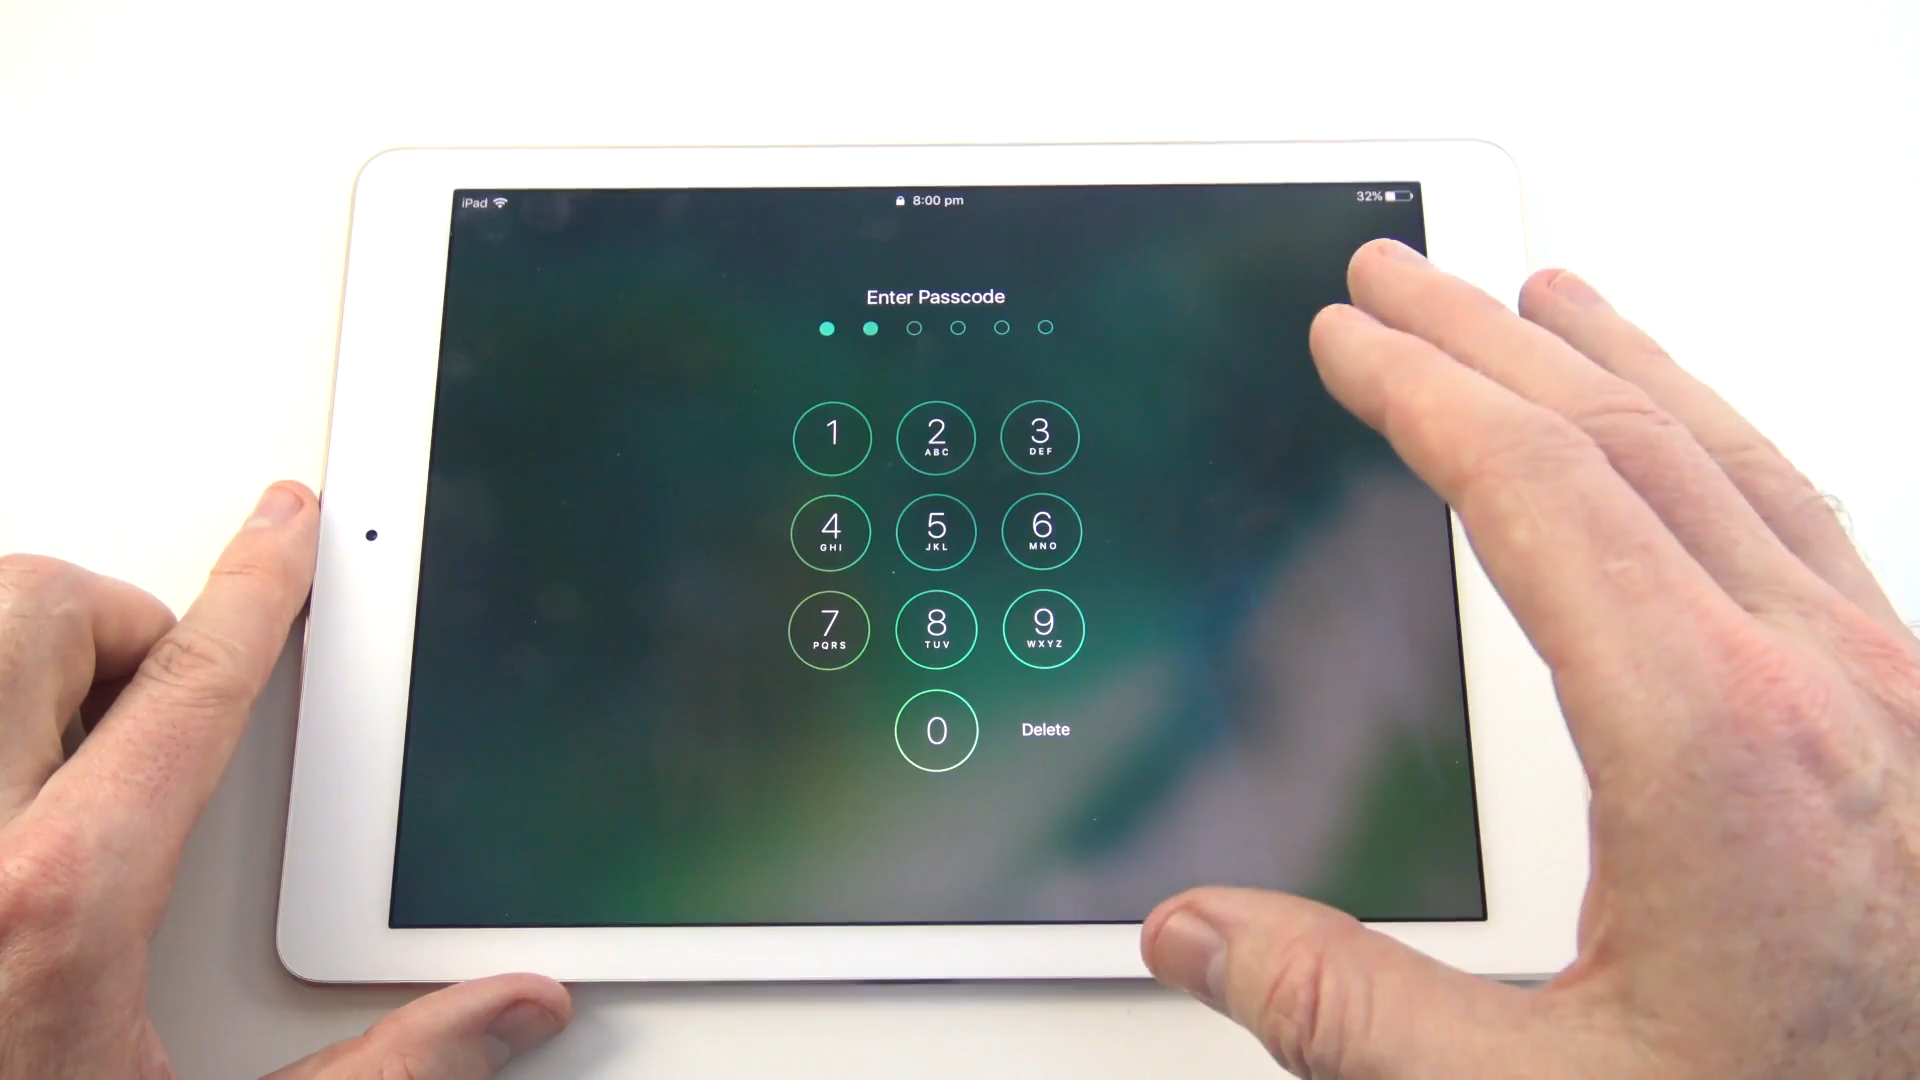 iPad 8:00 pm 32%
Enter Passcode
1 2 3
ABC DEF
4 5 6
GHI JKL MNO
7 8 9
PQRS TUV WXYZ
0 Delete